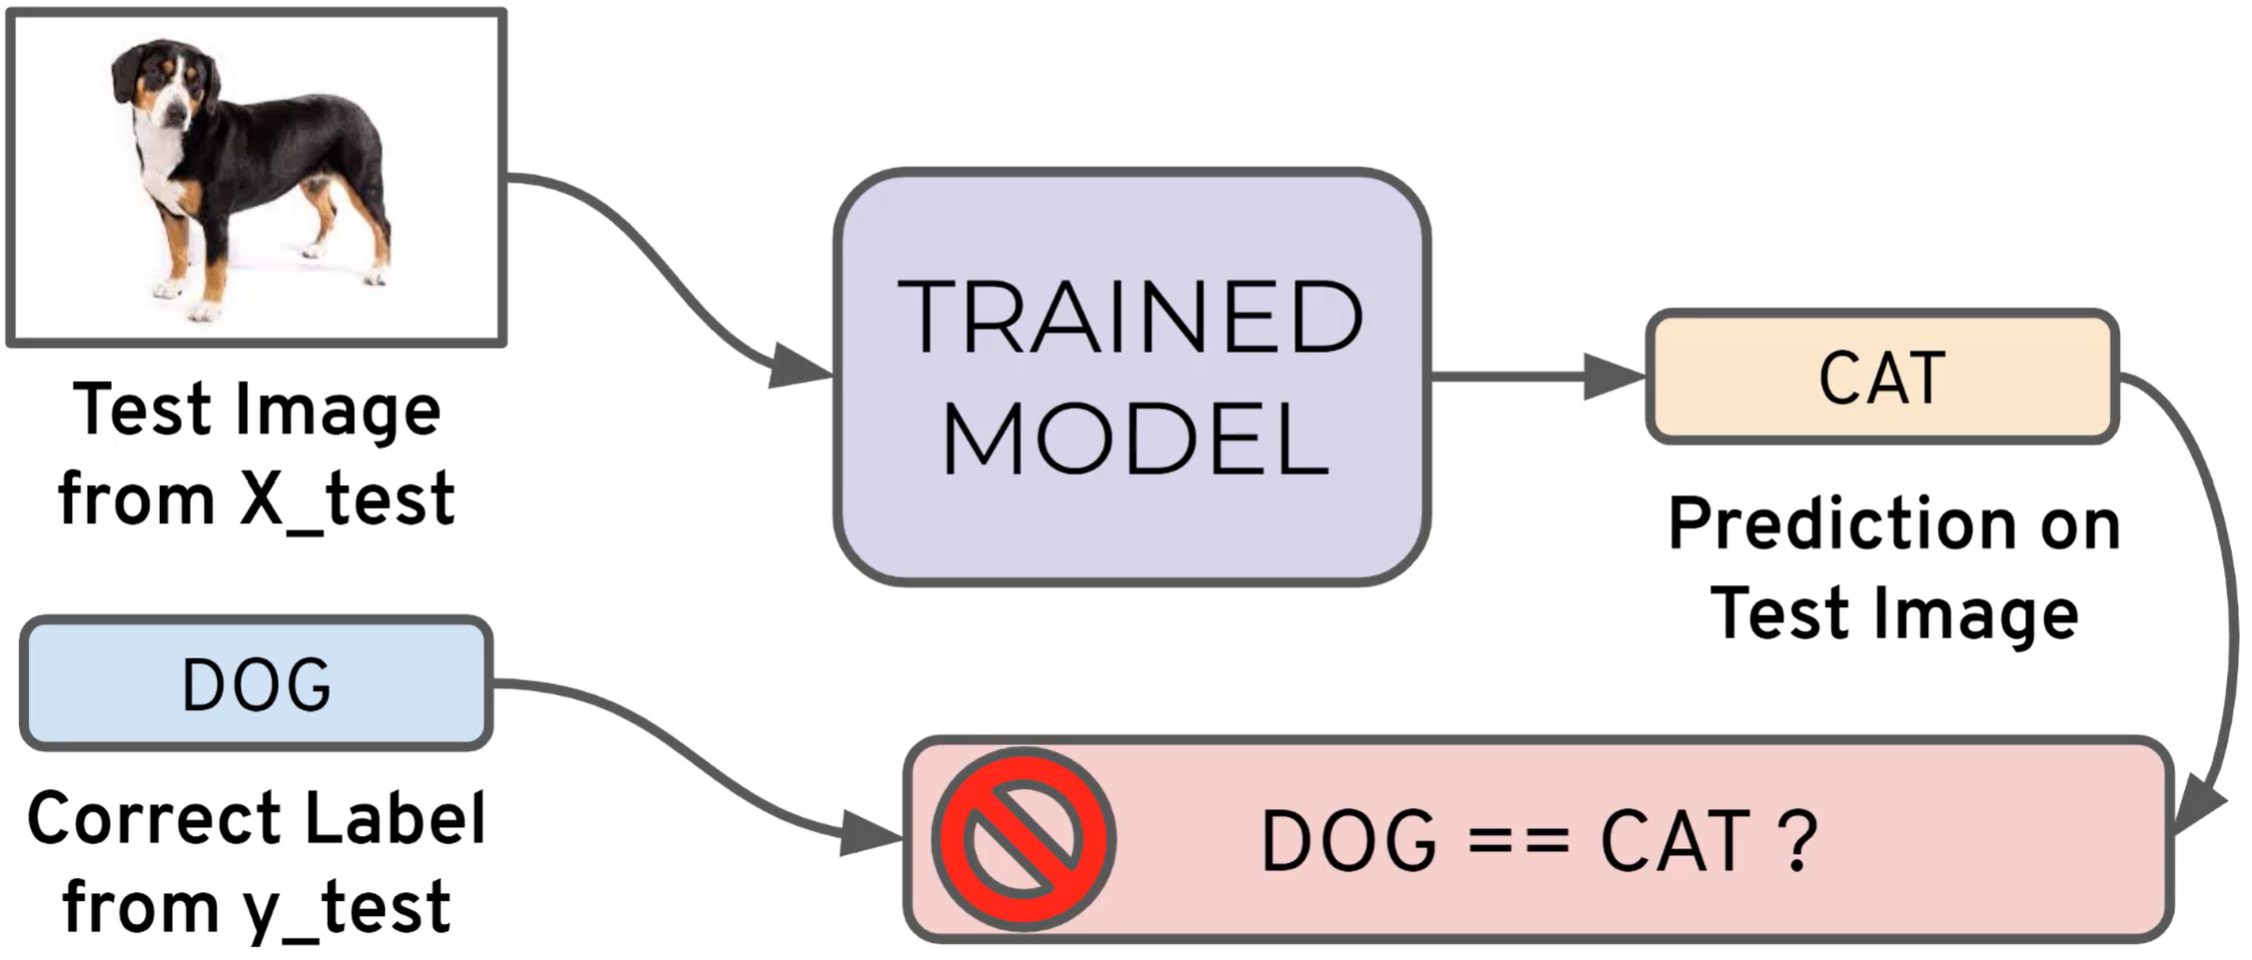 Test Image
from X_test
TRAINED
MODEL
CAT
Prediction on
Test Image
DOG
Correct Label
from y_test
DOG == CAT ?